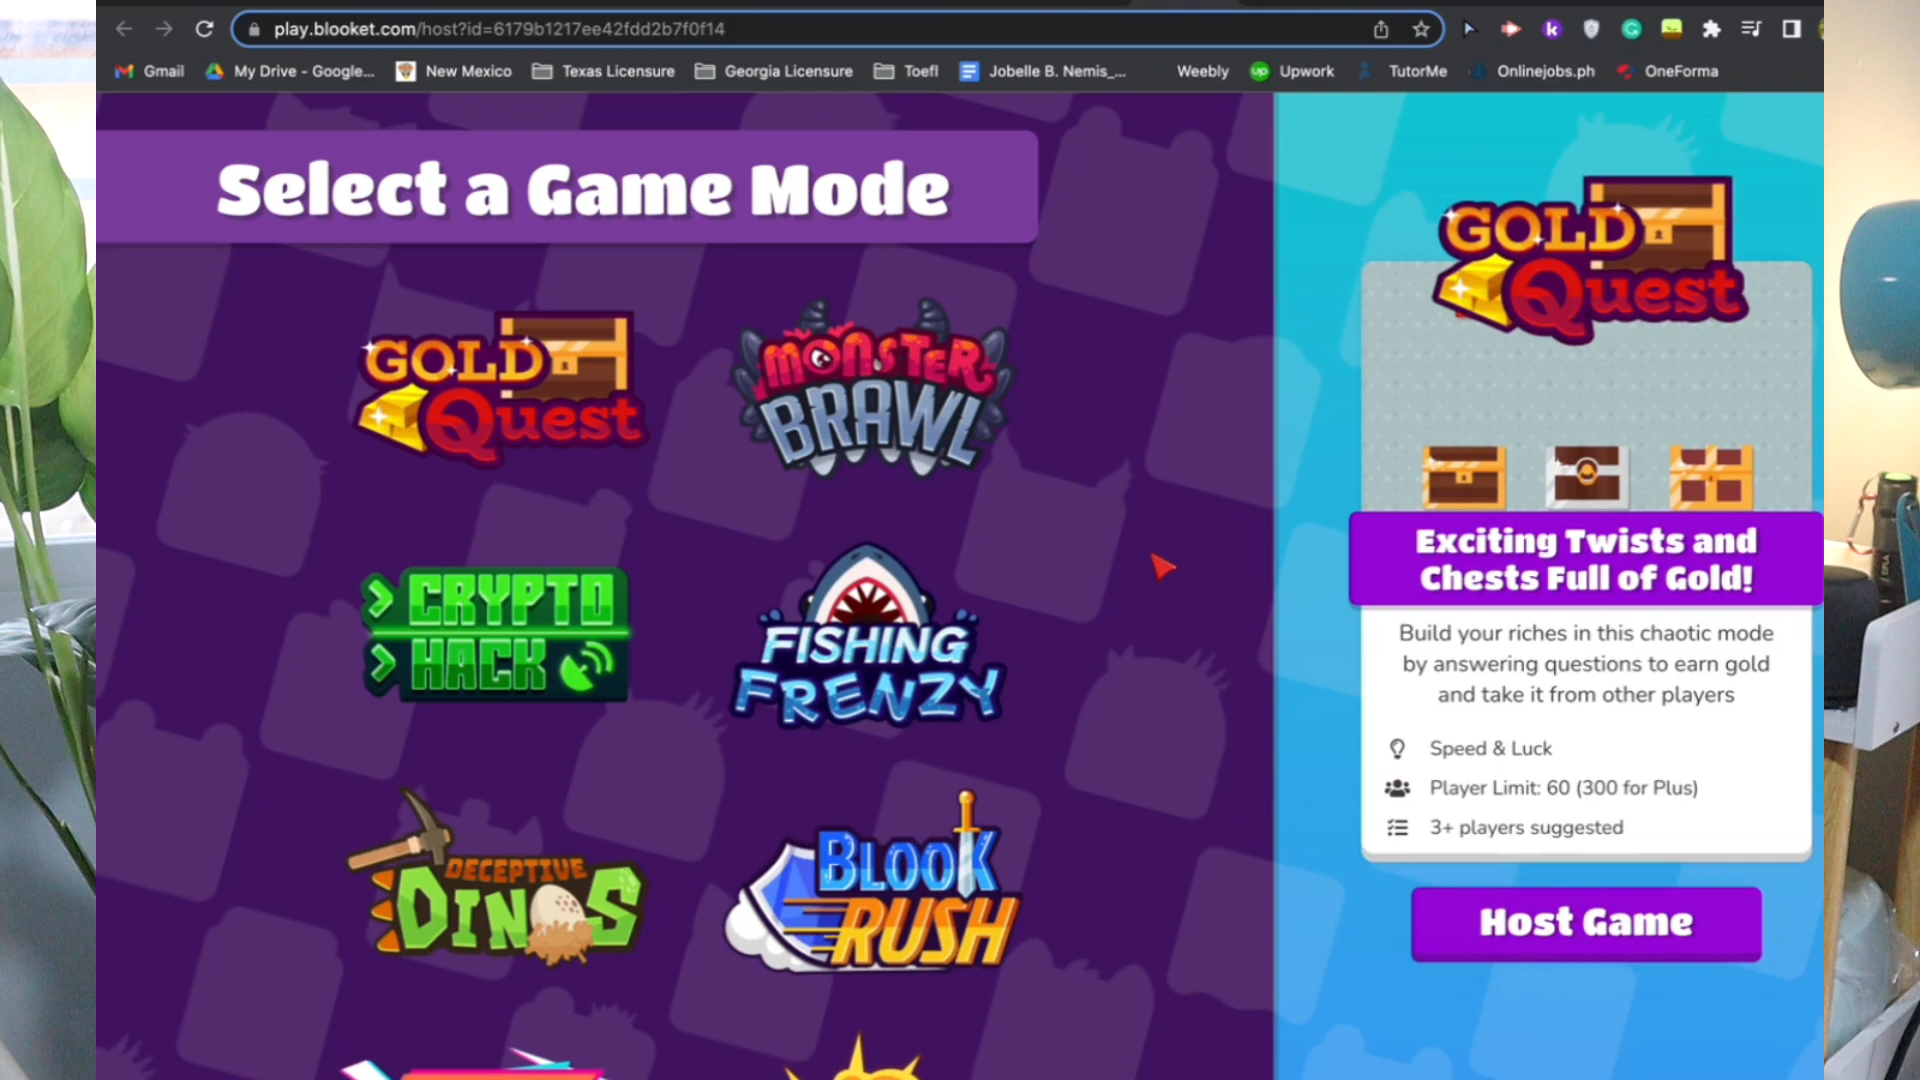 play.blooket.com/host?id=6179b1217ee42fdd2b7f0f14
Gmail
My Drive - Google...
New Mexico
Texas Licensure
Georgia Licensure
Toefl
Jobelle B. Nemis_...
Weebly
up
Upwork
TutorMe
Onlinejobs.ph
OneForma
Select a Game Mode
GOLD
Quest
MONSTER
BRAWL
CRYPTO
HACK
FISHING
FRENZY
DECEPTIVE
DINOS
BLOOK
RUSH
GOLD
Quest
Exciting Twists and
Chests Full of Gold!
Build your riches in this chaotic mode
by answering questions to earn gold
and take it from other players
Speed & Luck
Player Limit: 60 (300 for Plus)
3+ players suggested
Host Game